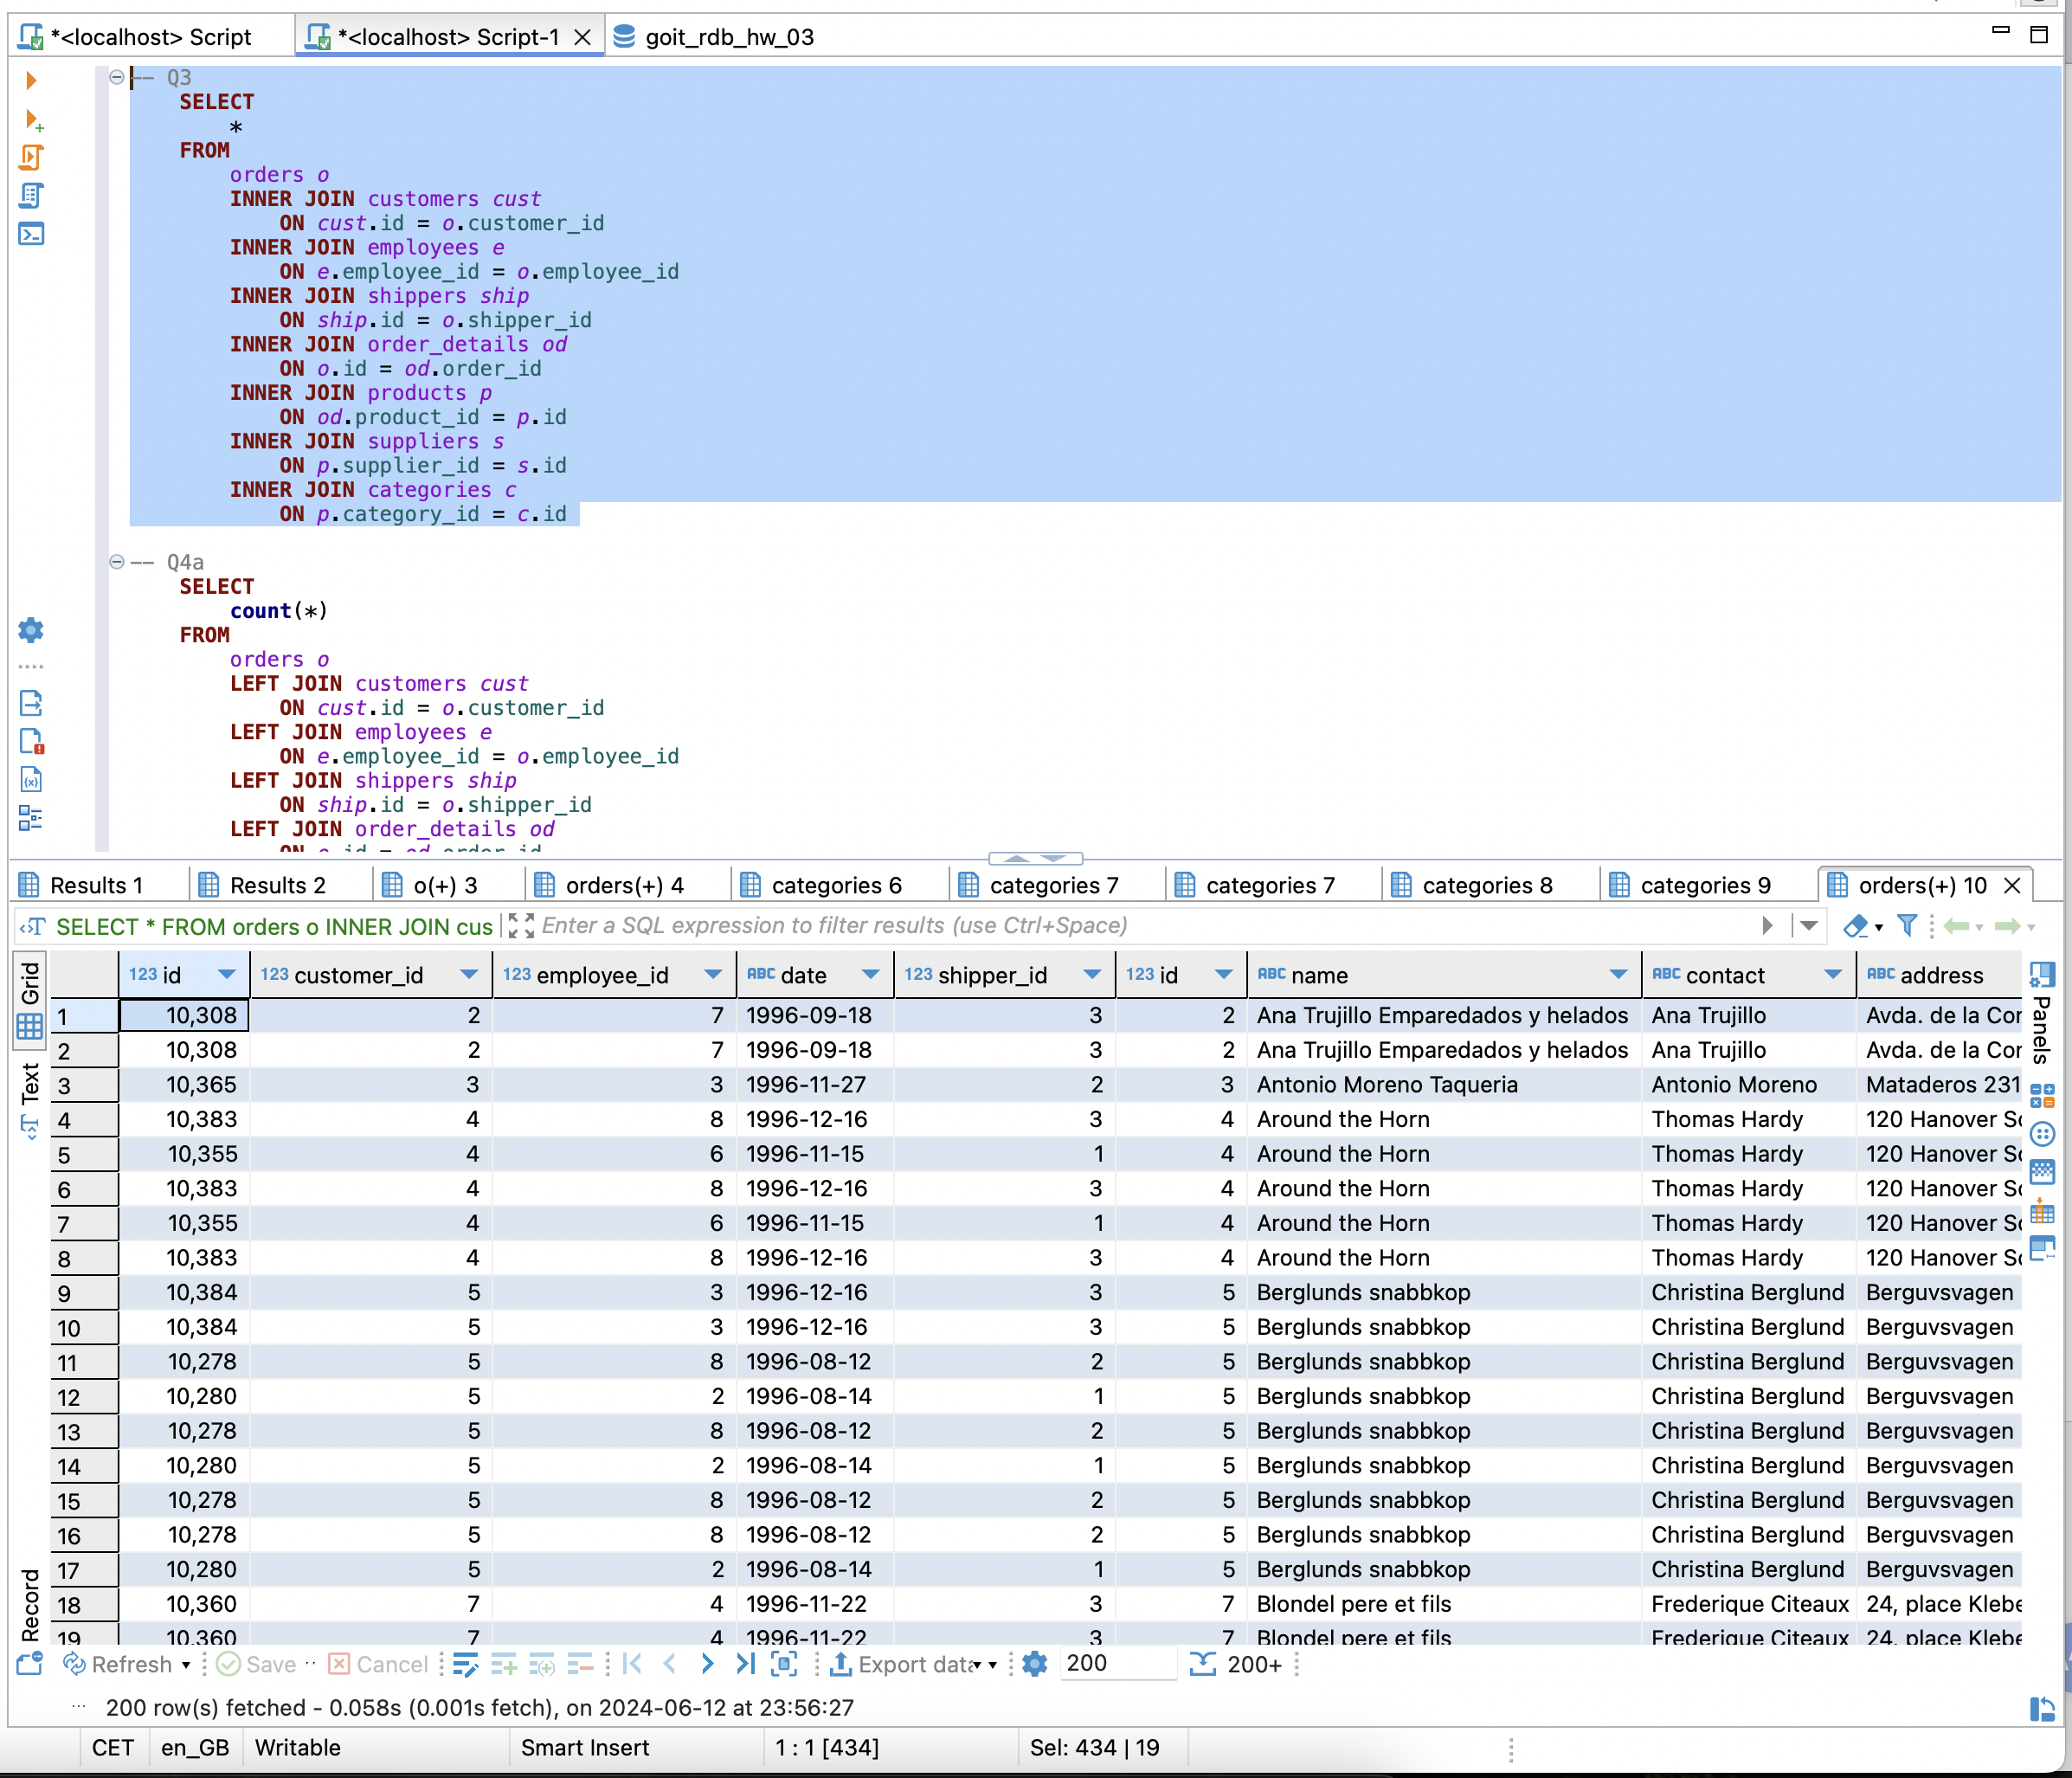 *<localhost> Script *<localhost> Script-1 goit_rdb_hw_03
-- Q3
SELECT
*
FROM
orders o
INNER JOIN customers cust
ON cust.id = o.customer_id
INNER JOIN employees e
ON e.employee_id = o.employee_id
INNER JOIN shippers ship
ON ship.id = o.shipper_id
INNER JOIN order_details od
ON o.id = od.order_id
INNER JOIN products p
ON od.product_id = p.id
INNER JOIN suppliers s
ON p.supplier_id = s.id
INNER JOIN categories c
ON p.category_id = c.id
-- Q4a
SELECT
count(*)
FROM
orders o
LEFT JOIN customers cust
ON cust.id = o.customer_id
LEFT JOIN employees e
ON e.employee_id = o.employee_id
LEFT JOIN shippers ship
ON ship.id = o.shipper_id
LEFT JOIN order_details od
ON o.id = od.order_id
Results 1 Results 2 o(+) 3 orders(+) 4 categories 6 categories 7 categories 7 categories 8 categories 9 orders(+) 10
SELECT * FROM orders o INNER JOIN cus Enter a SQL expression to filter results (use Ctrl+Space)
Grid
Text
Record
Panels
123 id 123 customer_id 123 employee_id ABC date 123 shipper_id 123 id ABC name ABC contact ABC address
1 10,308 2 7 1996-09-18 3 2 Ana Trujillo Emparedados y helados Ana Trujillo Avda. de la Cor
2 10,308 2 7 1996-09-18 3 2 Ana Trujillo Emparedados y helados Ana Trujillo Avda. de la Cor
3 10,365 3 3 1996-11-27 2 3 Antonio Moreno Taqueria Antonio Moreno Mataderos 231
4 10,383 4 8 1996-12-16 3 4 Around the Horn Thomas Hardy 120 Hanover Sc
5 10,355 4 6 1996-11-15 1 4 Around the Horn Thomas Hardy 120 Hanover Sc
6 10,383 4 8 1996-12-16 3 4 Around the Horn Thomas Hardy 120 Hanover Sc
7 10,355 4 6 1996-11-15 1 4 Around the Horn Thomas Hardy 120 Hanover Sc
8 10,383 4 8 1996-12-16 3 4 Around the Horn Thomas Hardy 120 Hanover Sc
9 10,384 5 3 1996-12-16 3 5 Berglunds snabbkop Christina Berglund Berguvsvagen
10 10,384 5 3 1996-12-16 3 5 Berglunds snabbkop Christina Berglund Berguvsvagen
11 10,278 5 8 1996-08-12 2 5 Berglunds snabbkop Christina Berglund Berguvsvagen
12 10,280 5 2 1996-08-14 1 5 Berglunds snabbkop Christina Berglund Berguvsvagen
13 10,278 5 8 1996-08-12 2 5 Berglunds snabbkop Christina Berglund Berguvsvagen
14 10,280 5 2 1996-08-14 1 5 Berglunds snabbkop Christina Berglund Berguvsvagen
15 10,278 5 8 1996-08-12 2 5 Berglunds snabbkop Christina Berglund Berguvsvagen
16 10,278 5 8 1996-08-12 2 5 Berglunds snabbkop Christina Berglund Berguvsvagen
17 10,280 5 2 1996-08-14 1 5 Berglunds snabbkop Christina Berglund Berguvsvagen
18 10,360 7 4 1996-11-22 3 7 Blondel pere et fils Frederique Citeaux 24, place Klebe
19 10,360 7 4 1996-11-22 3 7 Blondel pere et fils Frederique Citeaux 24, place Klebe
Refresh Save Cancel Export data 200 200+
200 row(s) fetched - 0.058s (0.001s fetch), on 2024-06-12 at 23:56:27
CET en_GB Writable Smart Insert 1 : 1 [434] Sel: 434 | 19